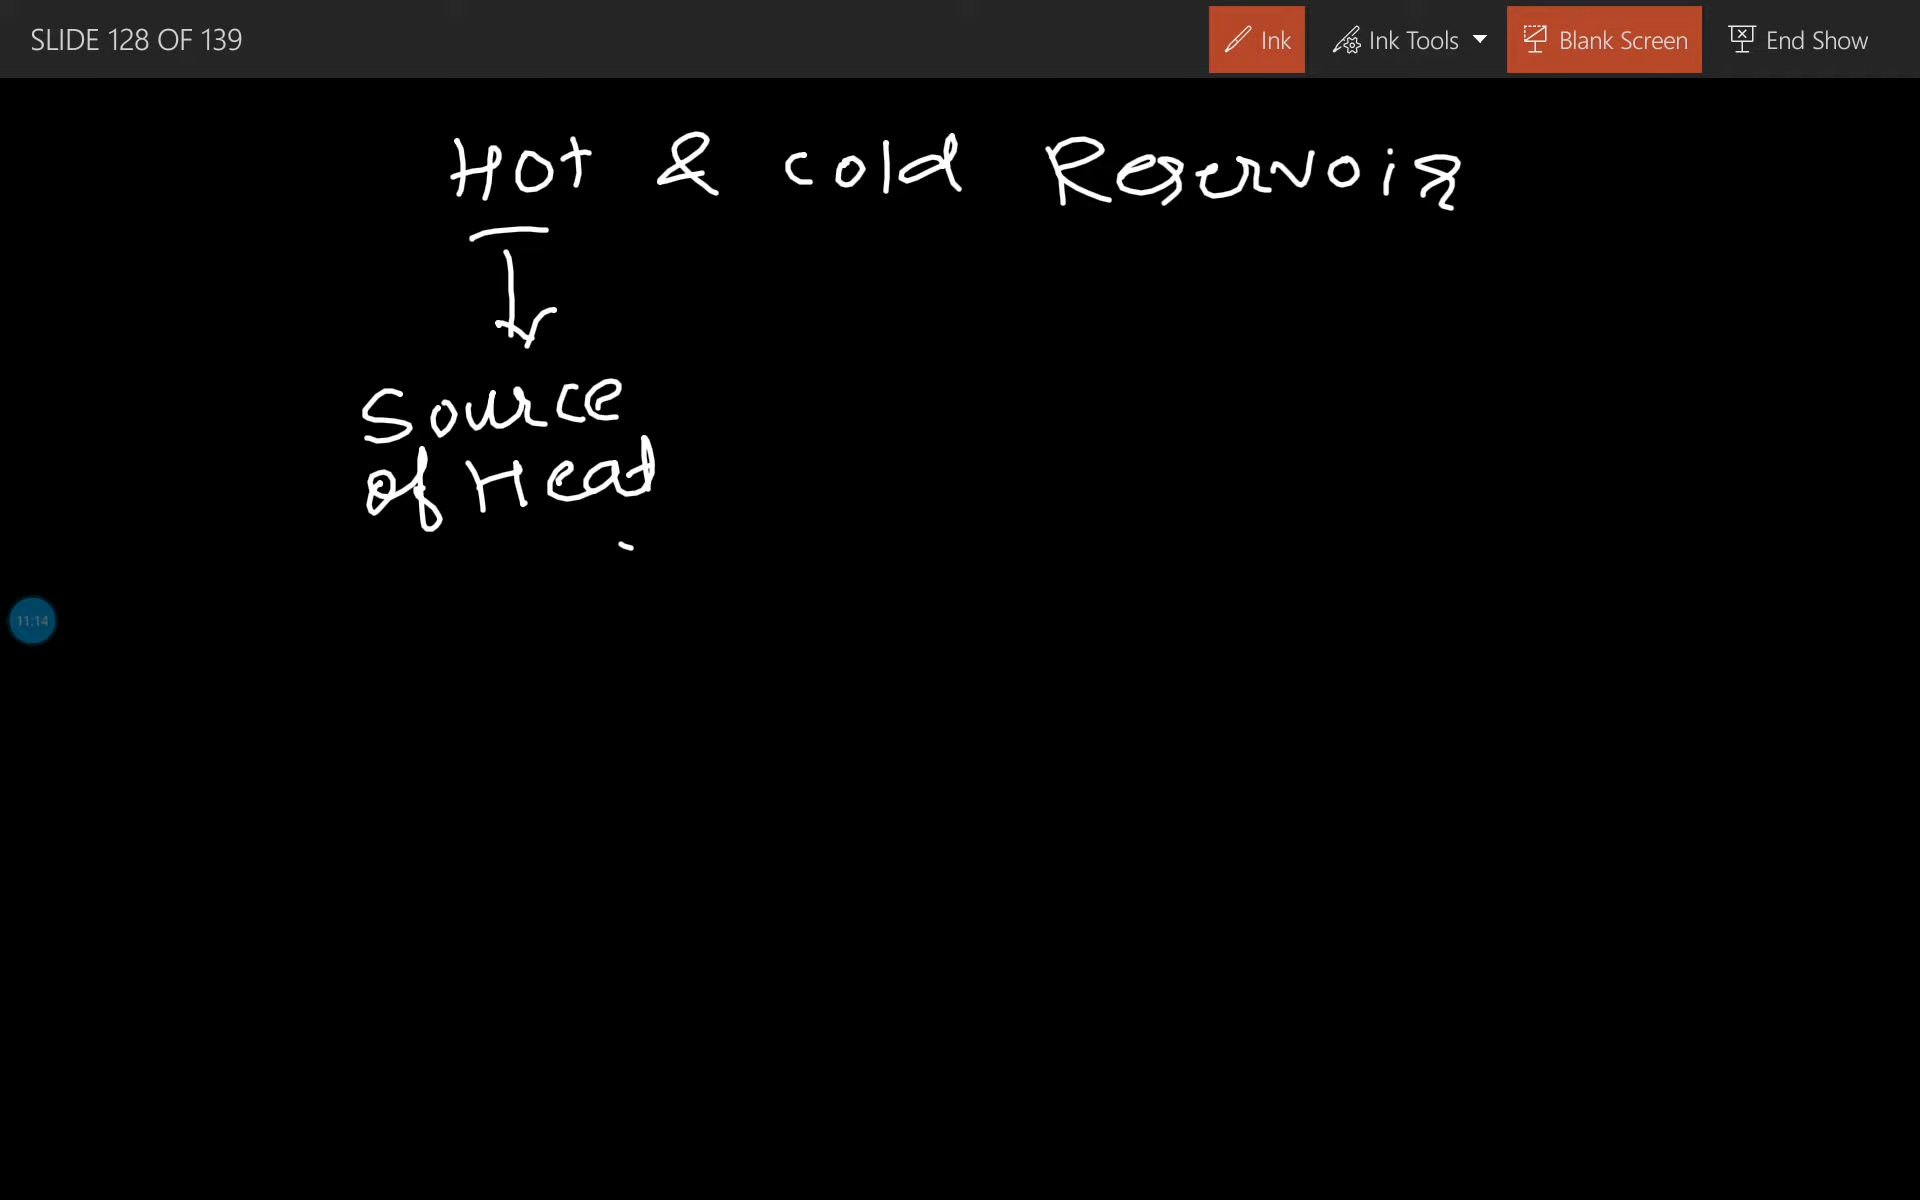 SLIDE 128 OF 139
Ink
Ink Tools
Blank Screen
End Show
Hot & cold Reservoir
Source
of Heat
11:14